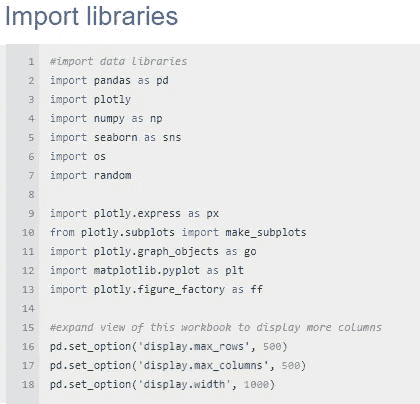 Import libraries
1 #import data libraries
2 import pandas as pd
3 import plotly
4 import numpy as np
5 import seaborn as sns
6 import os
7 import random
8
9 import plotly.express as px
10 from plotly.subplots import make_subplots
11 import plotly.graph_objects as go
12 import matplotlib.pyplot as plt
13 import plotly.figure_factory as ff
14
15 #expand view of this workbook to display more columns
16 pd.set_option('display.max_rows', 500)
17 pd.set_option('display.max_columns', 500)
18 pd.set_option('display.width', 1000)